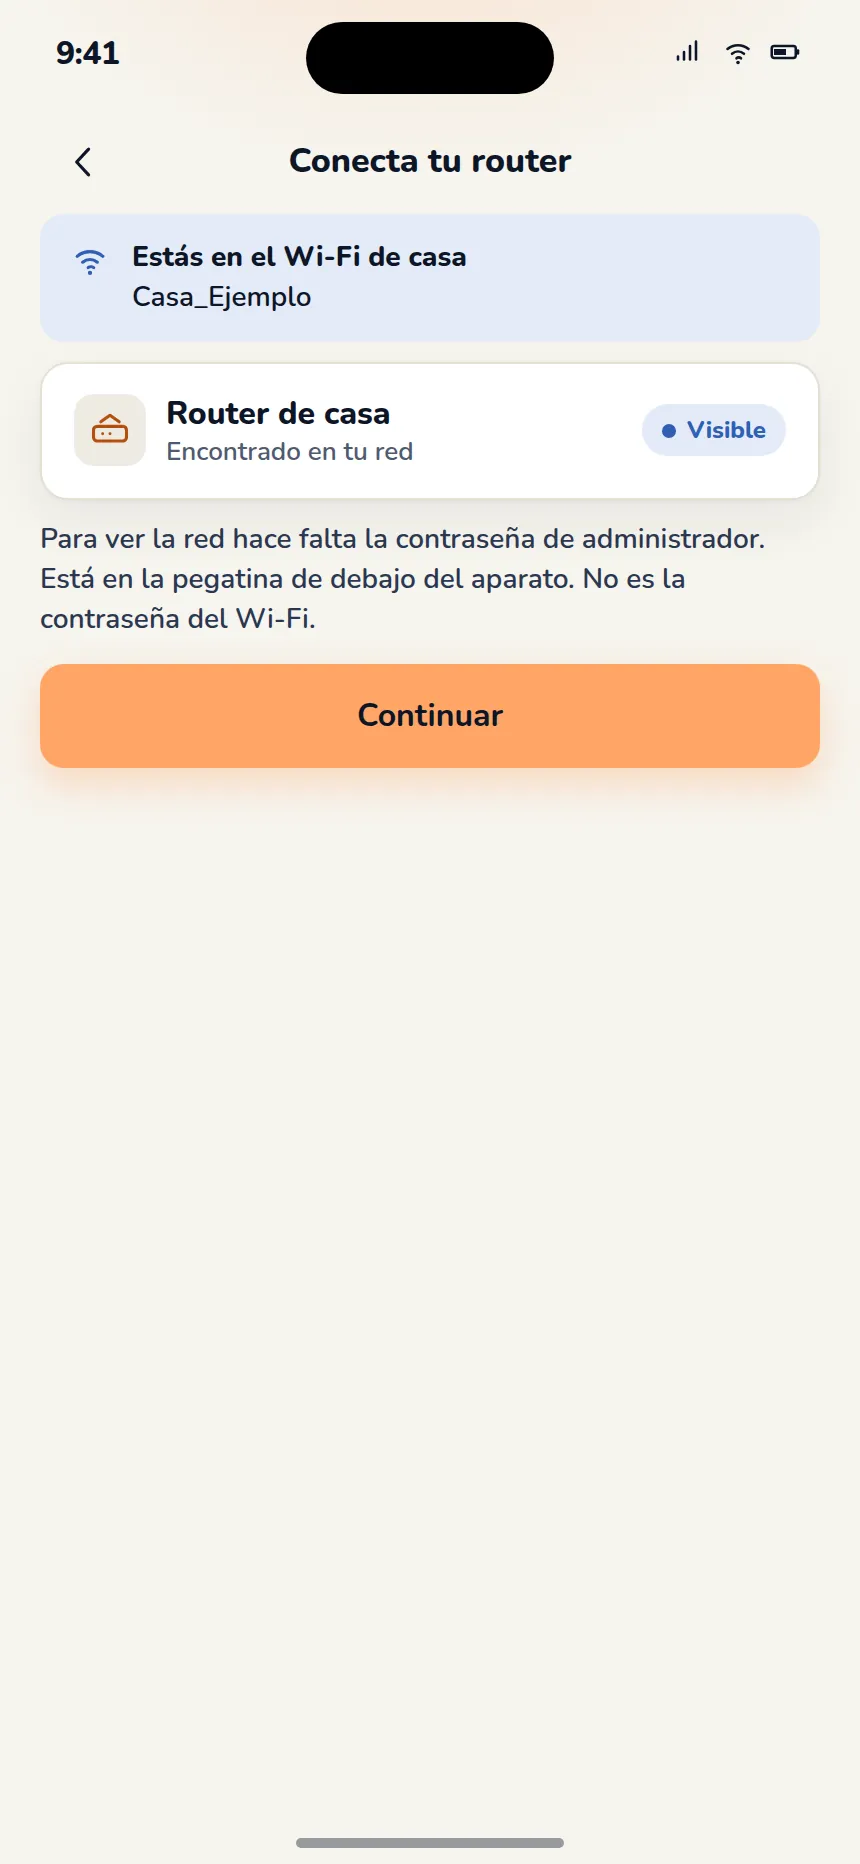 9:41
Conecta tu router
Estás en el Wi-Fi de casa
Casa_Ejemplo
Router de casa
Encontrado en tu red
Visible
Para ver la red hace falta la contraseña de administrador.
Está en la pegatina de debajo del aparato. No es la
contraseña del Wi-Fi.
Continuar